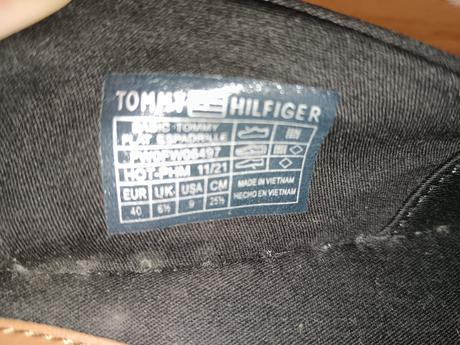 TOMMY HILFIGER
BASIC TOMMY
FLAT ESPADRILLE
HOT-PHM 11/21
EUR UK USA CM
40 6½ 9 25½
MADE IN VIETNAM
HECHO EN VIETNAM